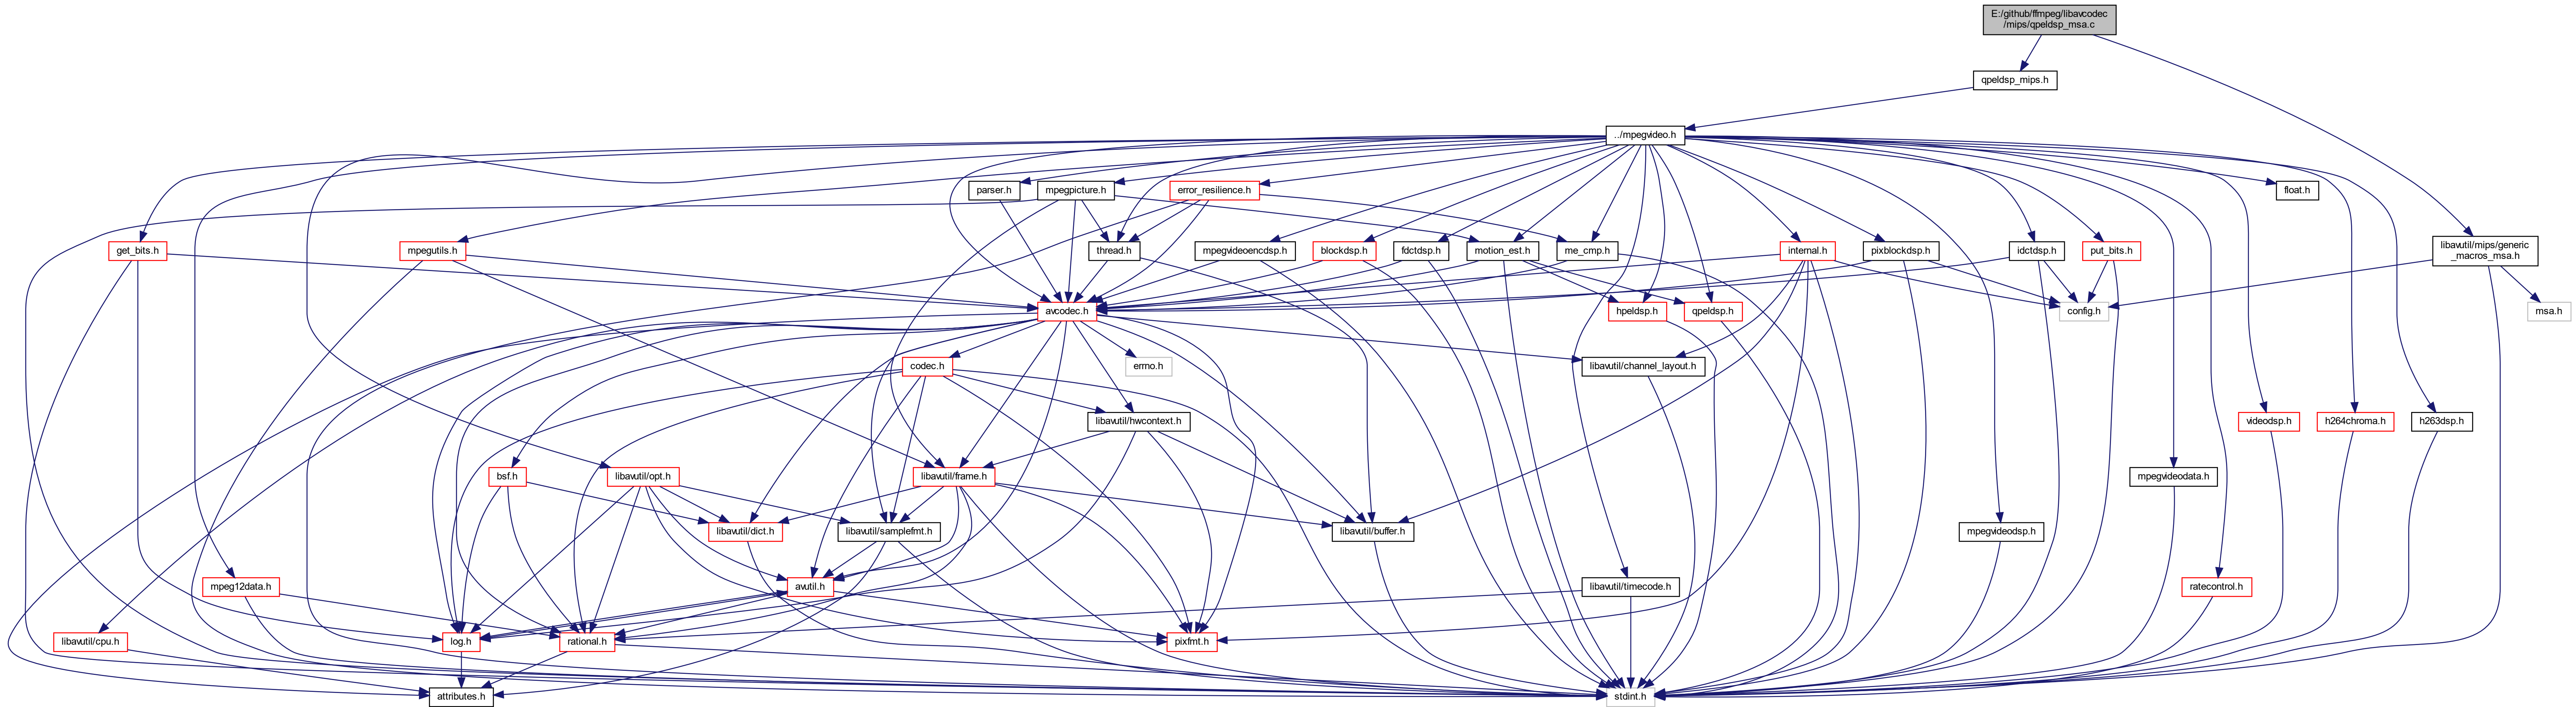 E:/github/ffmpeg/libavcodec
/mips/qpeldsp_msa.c
qpeldsp_mips.h
../mpegvideo.h
parser.h
mpegpicture.h
error_resilience.h
float.h
get_bits.h
mpegutils.h
thread.h
mpegvideoencdsp.h
blockdsp.h
fdctdsp.h
motion_est.h
me_cmp.h
internal.h
pixblockdsp.h
idctdsp.h
put_bits.h
libavutil/mips/generic
_macros_msa.h
avcodec.h
hpeldsp.h
qpeldsp.h
config.h
msa.h
codec.h
errno.h
libavutil/channel_layout.h
libavutil/hwcontext.h
videodsp.h
h264chroma.h
h263dsp.h
bsf.h
libavutil/opt.h
libavutil/frame.h
mpegvideodata.h
libavutil/dict.h
libavutil/samplefmt.h
libavutil/buffer.h
mpegvideodsp.h
mpeg12data.h
avutil.h
libavutil/timecode.h
ratecontrol.h
libavutil/cpu.h
log.h
rational.h
pixfmt.h
attributes.h
stdint.h